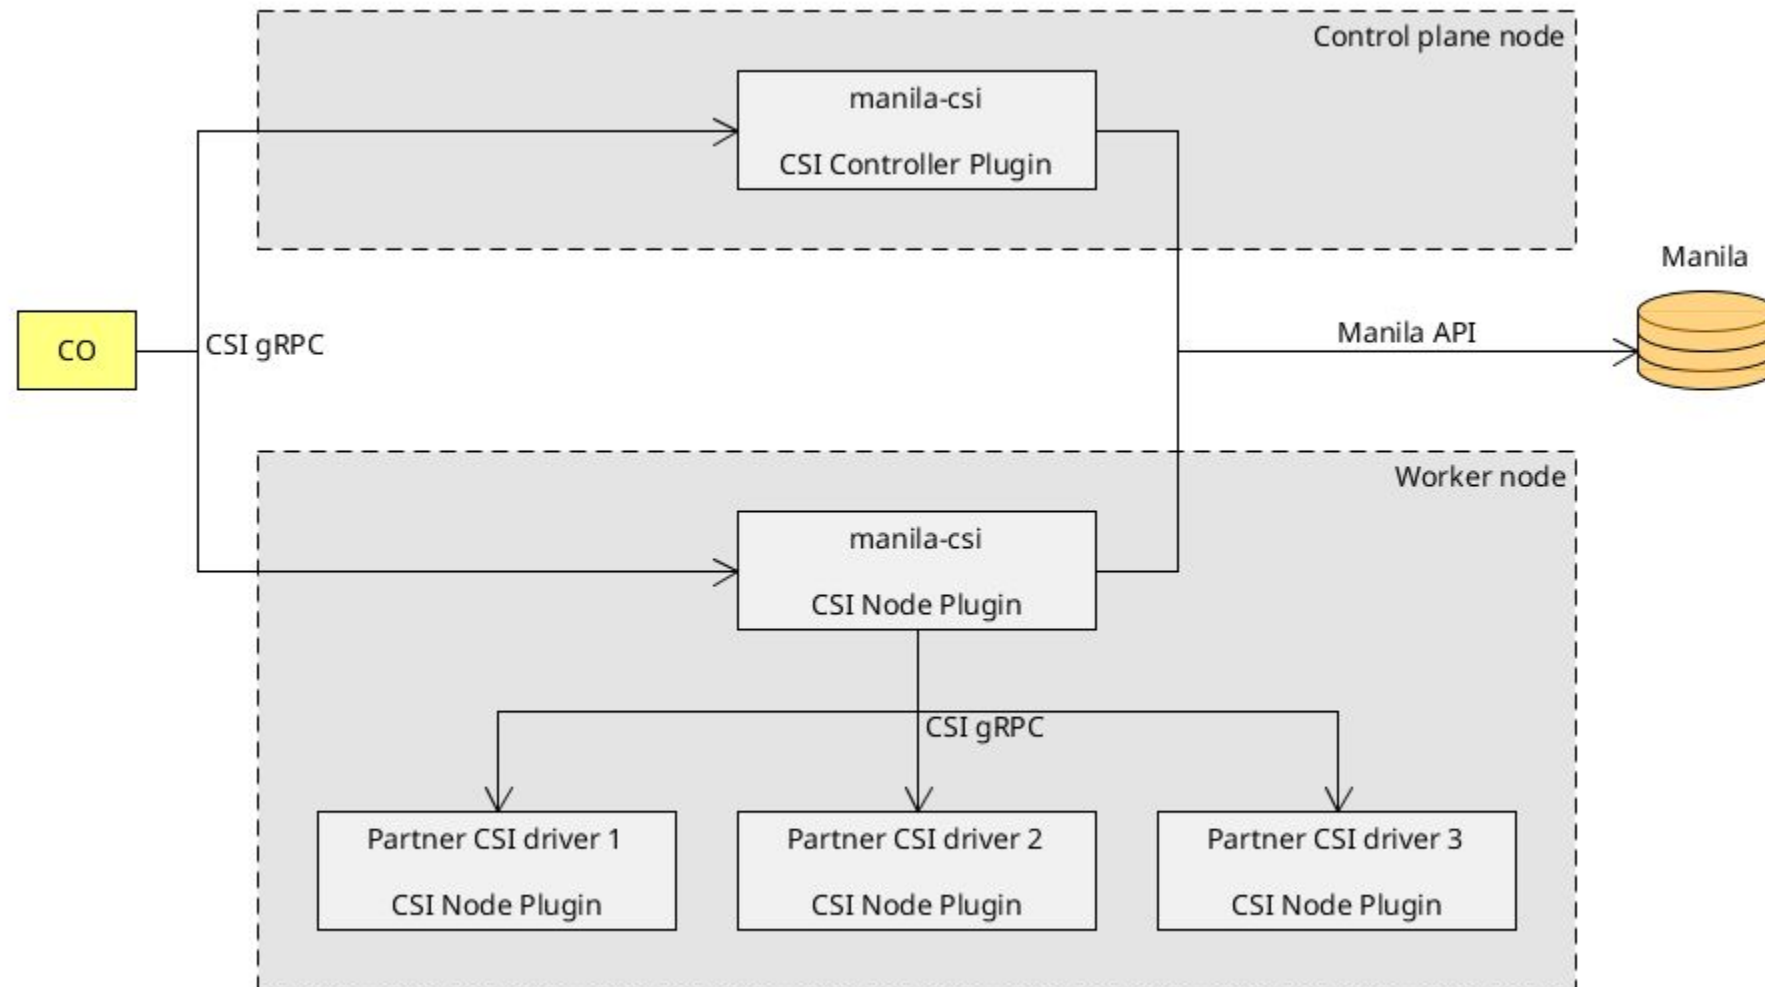 Control plane node
manila-csi
CSI Controller Plugin
Manila
CO
CSI gRPC
Manila API
Worker node
manila-csi
CSI Node Plugin
CSI gRPC
Partner CSI driver 1
CSI Node Plugin
Partner CSI driver 2
CSI Node Plugin
Partner CSI driver 3
CSI Node Plugin